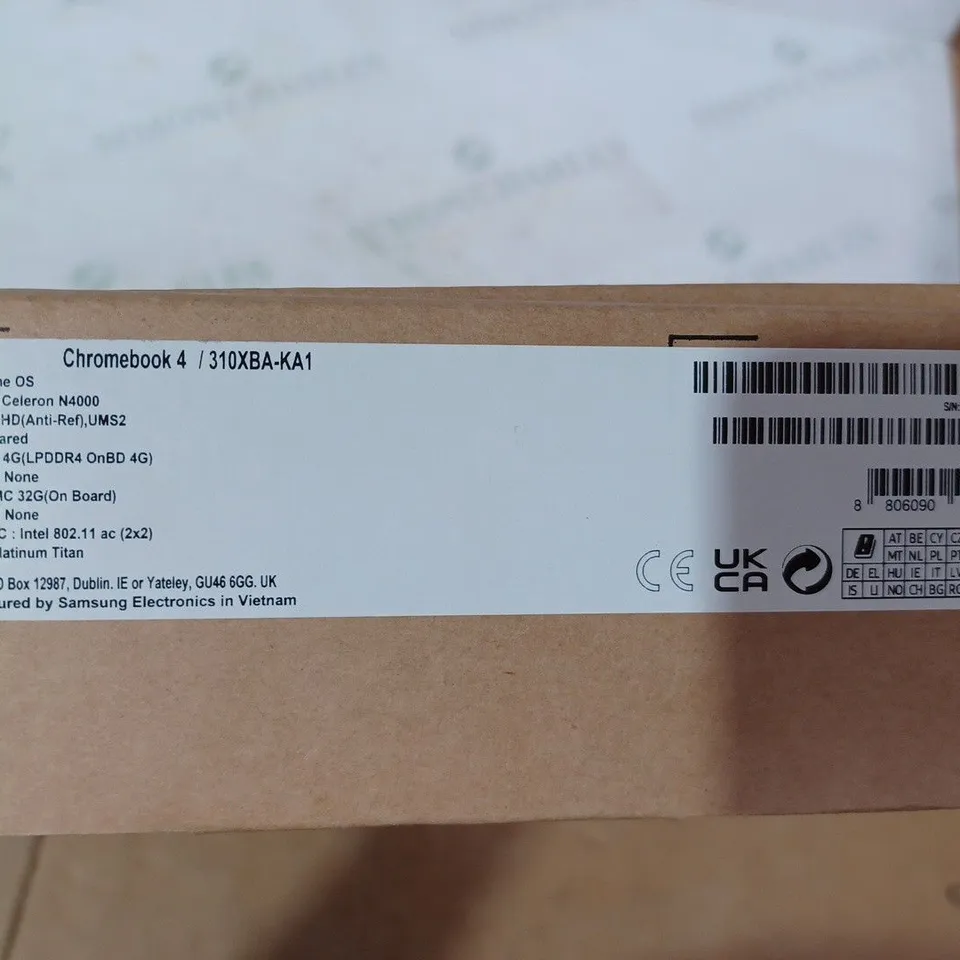 Chromebook 4 / 310XBA-KA1
ne OS
Celeron N4000
HD(Anti-Ref),UMS2
ared
4G(LPDDR4 OnBD 4G)
None
MC 32G(On Board)
None
C : Intel 802.11 ac (2x2)
latinum Titan
O Box 12987, Dublin. IE or Yateley, GU46 6GG. UK
ured by Samsung Electronics in Vietnam
S/N:
8 806090
CE
UK
CA
AT BE CY CZ
MT NL PL PT
DE EL HU IE IT LV
IS LI NO CH BG RO